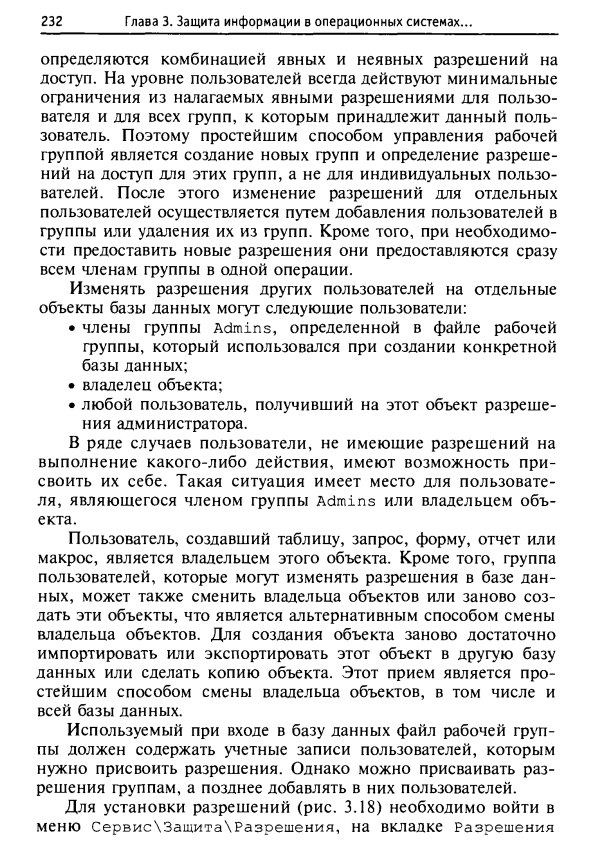 232 Глава 3. Защита информации в операционных системах...
определяются комбинацией явных и неявных разрешений на
доступ. На уровне пользователей всегда действуют минимальные
ограничения из налагаемых явными разрешениями для пользо-
вателя и для всех групп, к которым принадлежит данный поль-
зователь. Поэтому простейшим способом управления рабочей
группой является создание новых групп и определение разреше-
ний на доступ для этих групп, а не для индивидуальных пользо-
вателей. После этого изменение разрешений для отдельных
пользователей осуществляется путем добавления пользователей в
группы или удаления их из групп. Кроме того, при необходимо-
сти предоставить новые разрешения они предоставляются сразу
всем членам группы в одной операции.
Изменять разрешения других пользователей на отдельные
объекты базы данных могут следующие пользователи:
• члены группы Admins, определенной в файле рабочей
группы, который использовался при создании конкретной
базы данных;
• владелец объекта;
• любой пользователь, получивший на этот объект разреше-
ния администратора.
В ряде случаев пользователи, не имеющие разрешений на
выполнение какого-либо действия, имеют возможность при-
своить их себе. Такая ситуация имеет место для пользовате-
ля, являющегося членом группы Admins или владельцем объ-
екта.
Пользователь, создавший таблицу, запрос, форму, отчет или
макрос, является владельцем этого объекта. Кроме того, группа
пользователей, которые могут изменять разрешения в базе дан-
ных, может также сменить владельца объектов или заново соз-
дать эти объекты, что является альтернативным способом смены
владельца объектов. Для создания объекта заново достаточно
импортировать или экспортировать этот объект в другую базу
данных или сделать копию объекта. Этот прием является про-
стейшим способом смены владельца объектов, в том числе и
всей базы данных.
Используемый при входе в базу данных файл рабочей груп-
пы должен содержать учетные записи пользователей, которым
нужно присвоить разрешения. Однако можно присваивать раз-
решения группам, а позднее добавлять в них пользователей.
Для установки разрешений (рис. 3.18) необходимо войти в
меню Сервис\Защита\Разрешения, на вкладке Разрешения